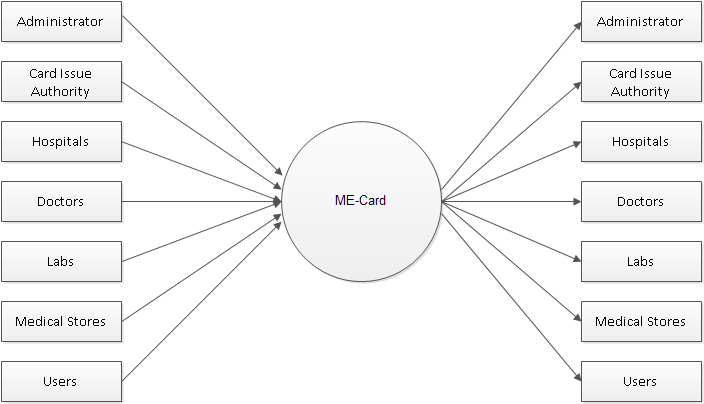 Administrator
Card Issue
Authority
Hospitals
Doctors
Labs
Medical Stores
Users
ME-Card
Administrator
Card Issue
Authority
Hospitals
Doctors
Labs
Medical Stores
Users